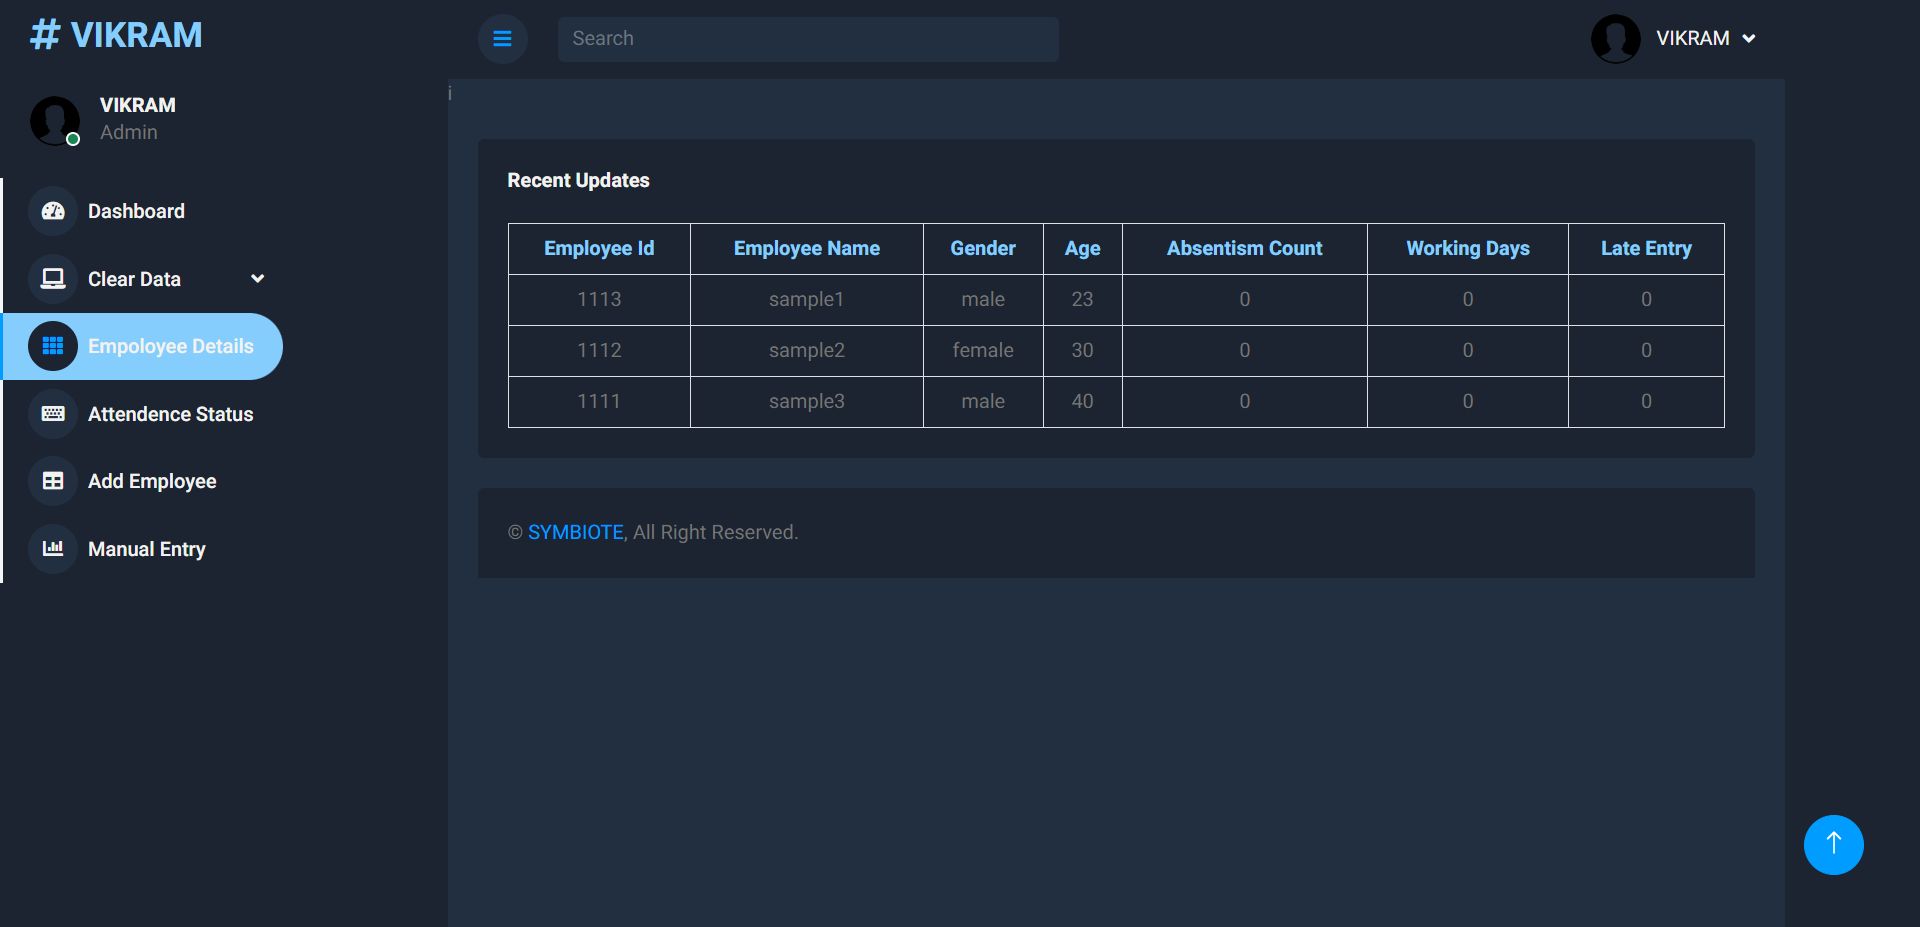 # VIKRAM
VIKRAM
Admin
Dashboard
Clear Data
Empoloyee Details
Attendence Status
Add Employee
Manual Entry
Search
VIKRAM
i
Recent Updates
Employee Id Employee Name Gender Age Absentism Count Working Days Late Entry
1113 sample1 male 23 0 0 0
1112 sample2 female 30 0 0 0
1111 sample3 male 40 0 0 0
© SYMBIOTE, All Right Reserved.